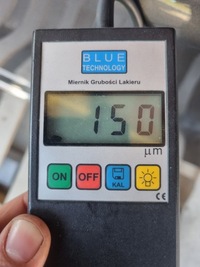 BLUE
TECHNOLOGY
Miernik Grubości Lakieru
150
µm
ON OFF KAL
CE